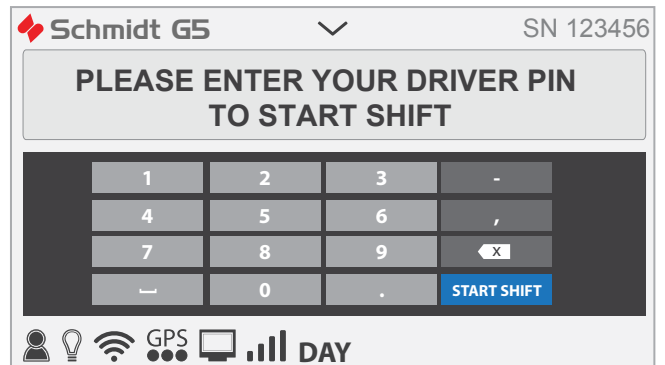 Schmidt G5 SN 123456
PLEASE ENTER YOUR DRIVER PIN
TO START SHIFT
1 2 3 -
4 5 6 ,
7 8 9 X
0 . START SHIFT
GPS DAY